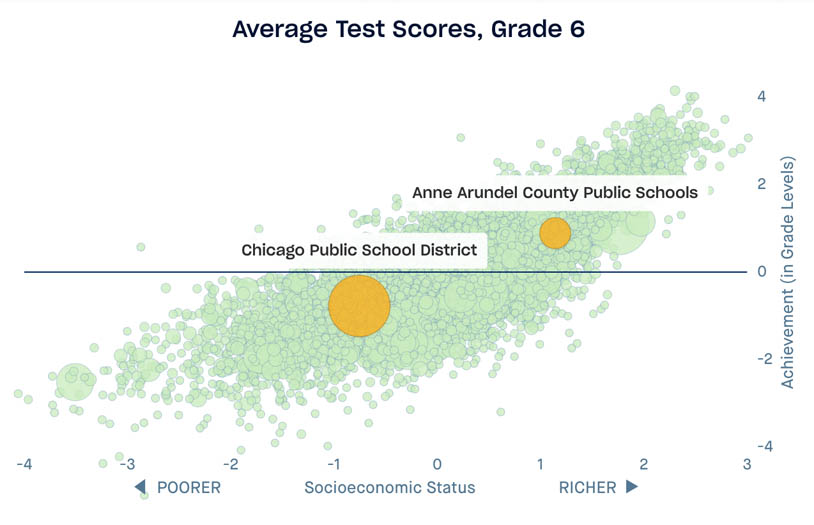 Average Test Scores, Grade 6
4
Anne Arundel County Public Schools
2
Chicago Public School District
0
Achievement (in Grade Levels)
-2
-4
-4 -3 -2 -1 0 1 2 3
◀ POORER Socioeconomic Status RICHER ▶